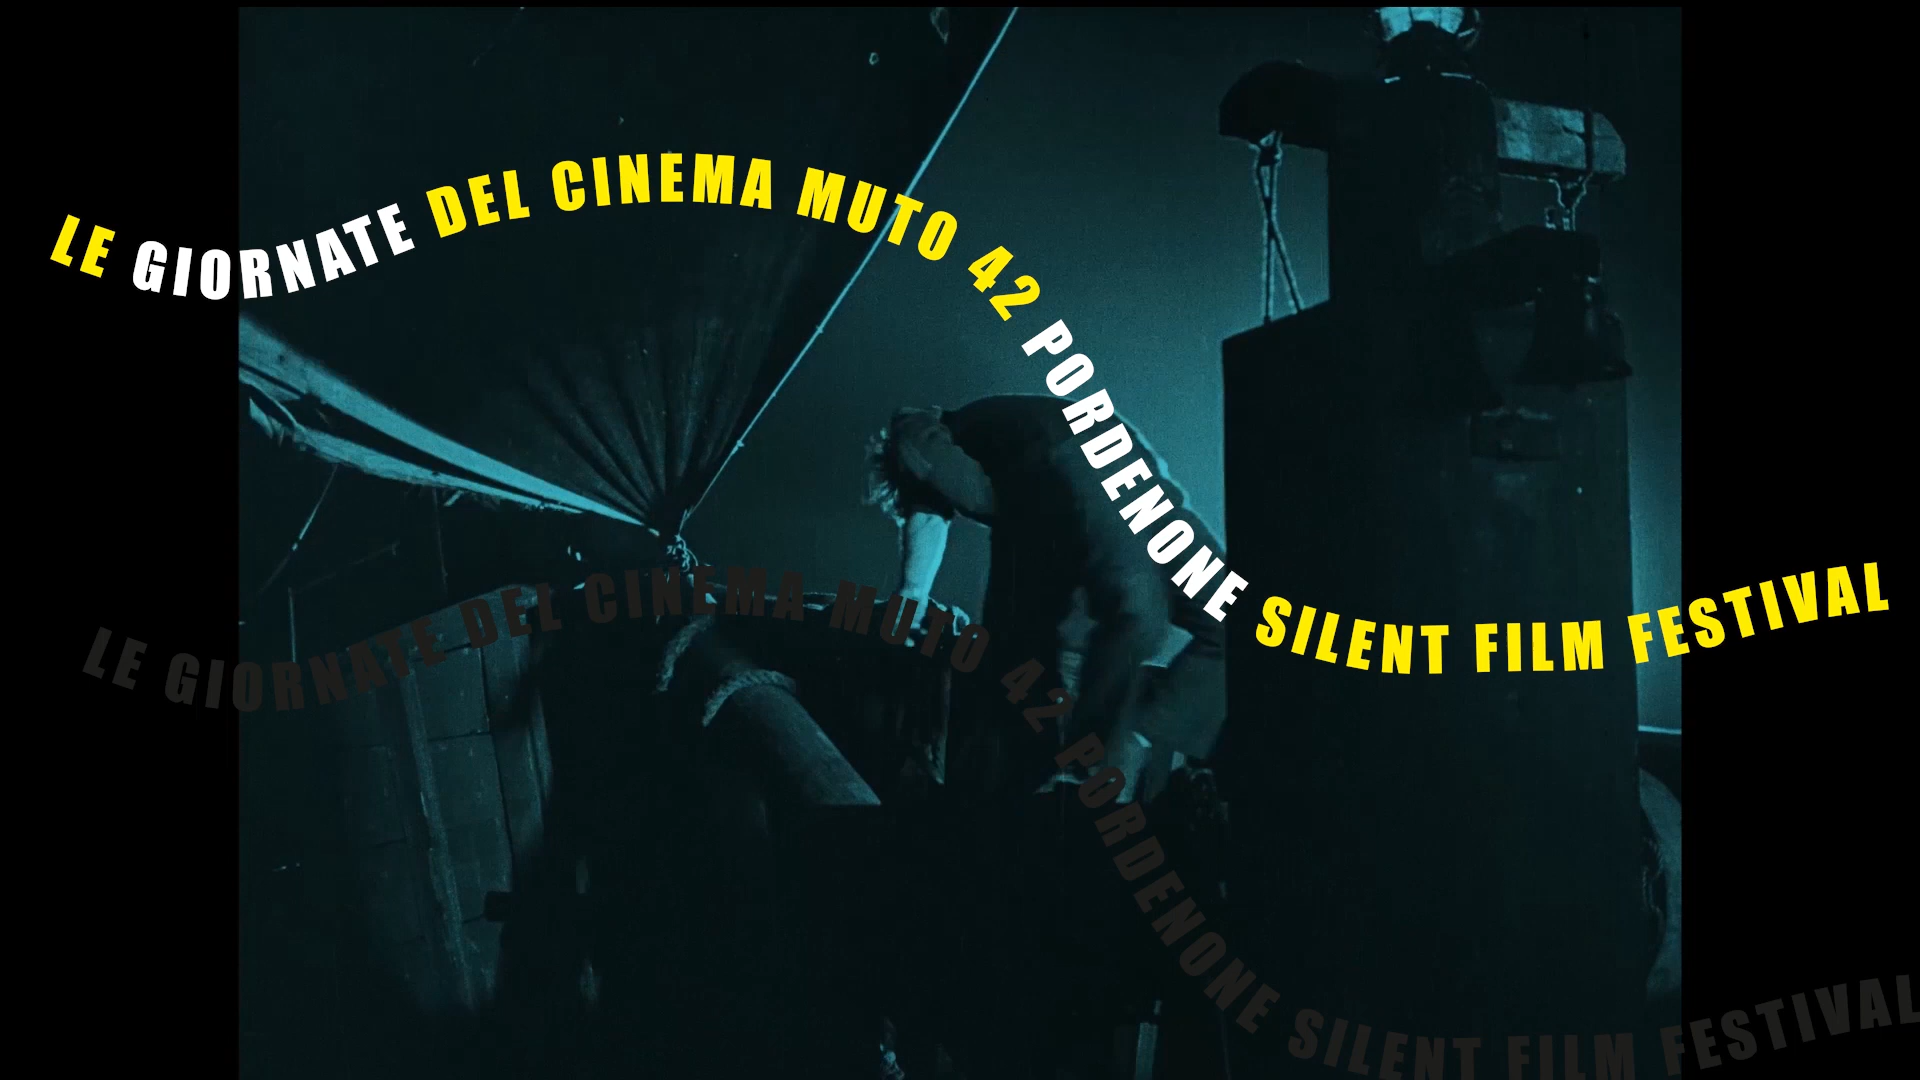 LE GIORNATE DEL CINEMA MUTO 42 PORDENONE SILENT FILM FESTIVAL
LE GIORNATE DEL CINEMA MUTO 42 PORDENONE SILENT FILM FESTIVAL